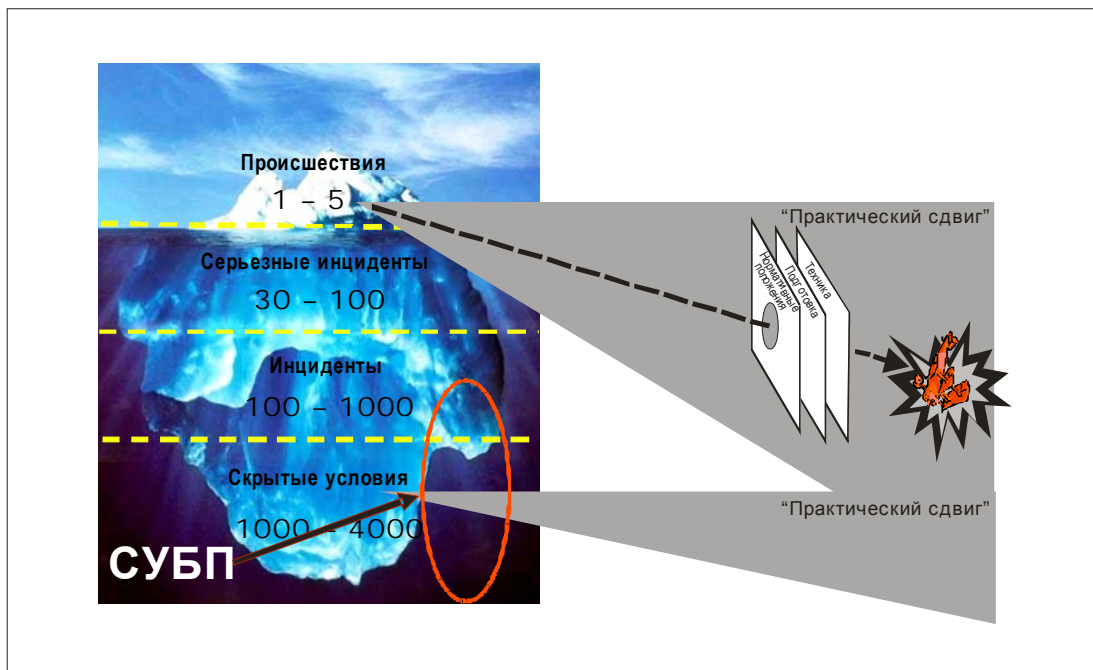 Происшествия
1 – 5
Серьезные инциденты
30 – 100
Инциденты
100 – 1000
Скрытые условия
1000 – 4000
СУБП
“Практический сдвиг”
Нормативные
положения
Подготовка
Техника
“Практический сдвиг”